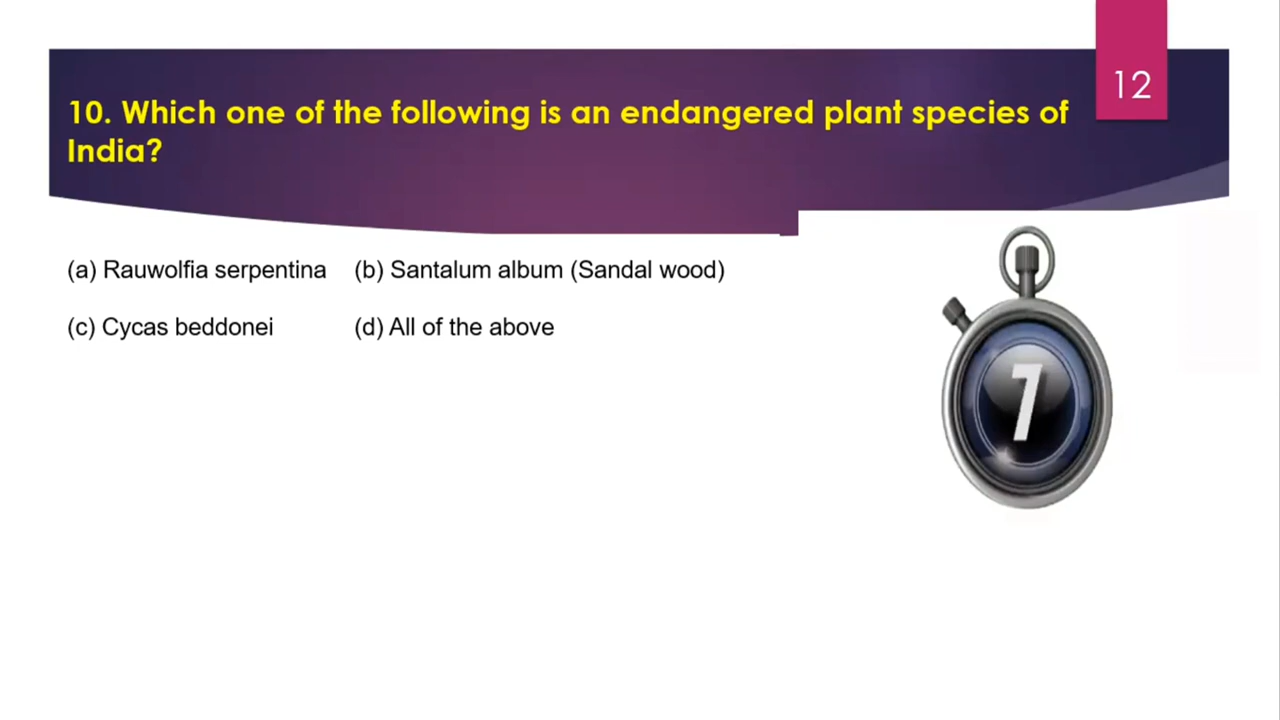 12
10. Which one of the following is an endangered plant species of
India?
(a) Rauwolfia serpentina (b) Santalum album (Sandal wood)
(c) Cycas beddonei (d) All of the above
7